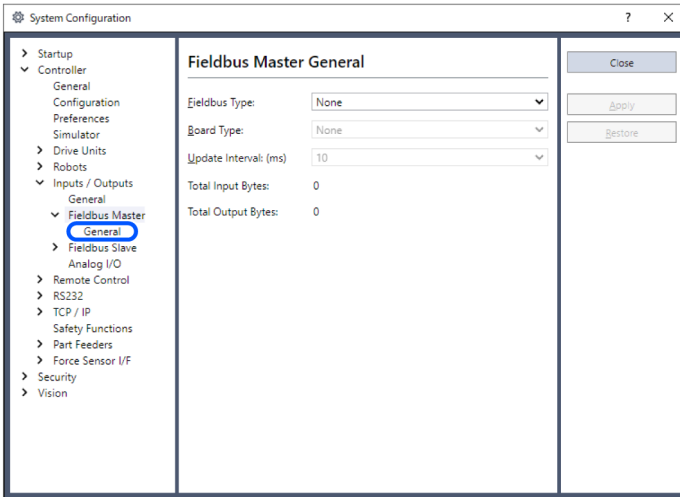 System Configuration
?
Startup
Controller
General
Configuration
Preferences
Simulator
Drive Units
Robots
Inputs / Outputs
General
Fieldbus Master
General
Fieldbus Slave
Analog I/O
Remote Control
RS232
TCP / IP
Safety Functions
Part Feeders
Force Sensor I/F
Security
Vision
Fieldbus Master General
Fieldbus Type: None
Board Type: None
Update Interval: (ms) 10
Total Input Bytes: 0
Total Output Bytes: 0
Close
Apply
Restore